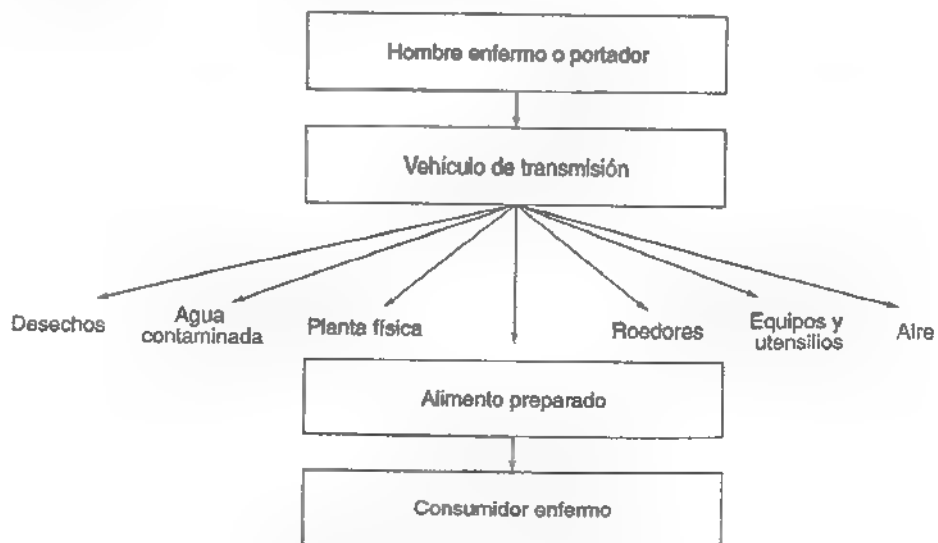 Hombre enfermo o portador
Vehículo de transmisión
Desechos
Agua
contaminada
Planta física
Roedores
Equipos y
utensilios
Aire
Alimento preparado
Consumidor enfermo